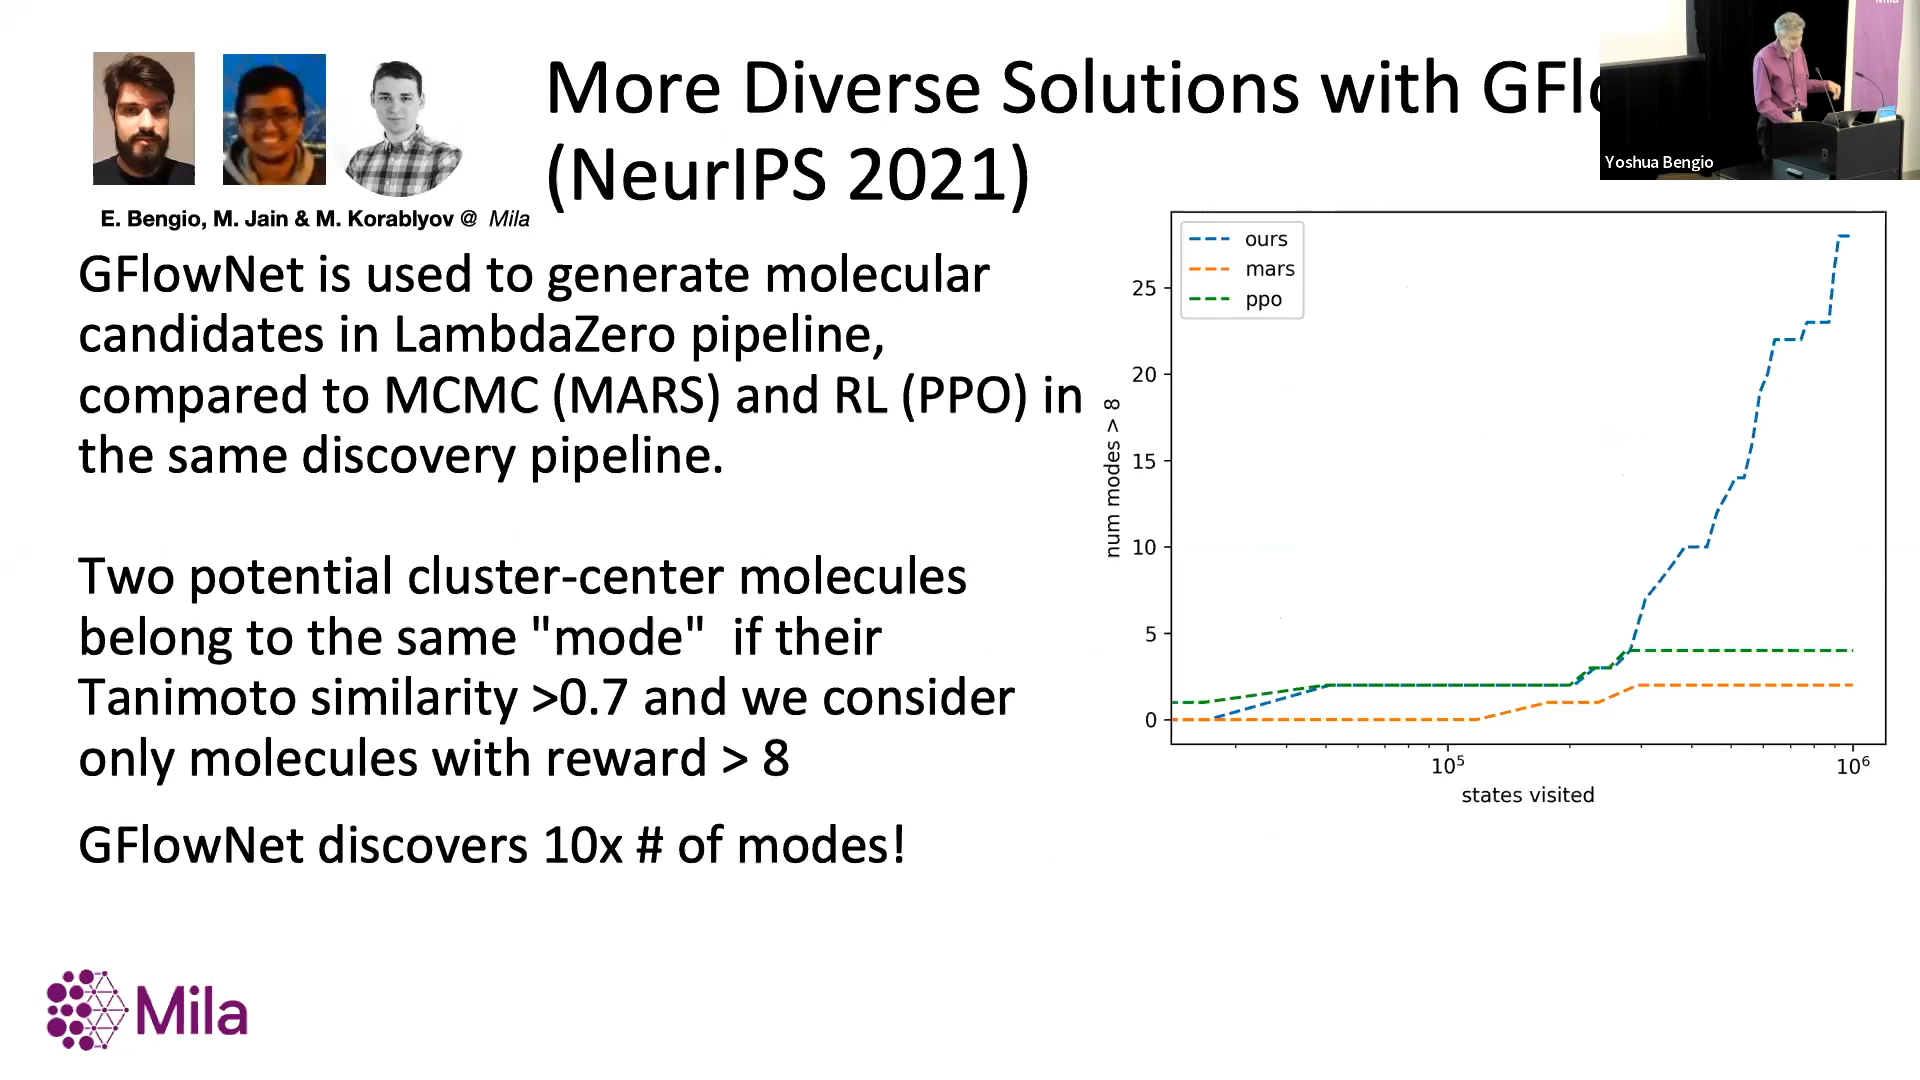 More Diverse Solutions with GFl
(NeurIPS 2021)
Yoshua Bengio
E. Bengio, M. Jain & M. Korablyov @ Mila
GFlowNet is used to generate molecular
candidates in LambdaZero pipeline,
compared to MCMC (MARS) and RL (PPO) in
the same discovery pipeline.
Two potential cluster-center molecules
belong to the same "mode" if their
Tanimoto similarity >0.7 and we consider
only molecules with reward > 8
GFlowNet discovers 10x # of modes!
ours
mars
ppo
num modes > 8
25
20
15
10
5
0
10⁵
10⁶
states visited
Mila